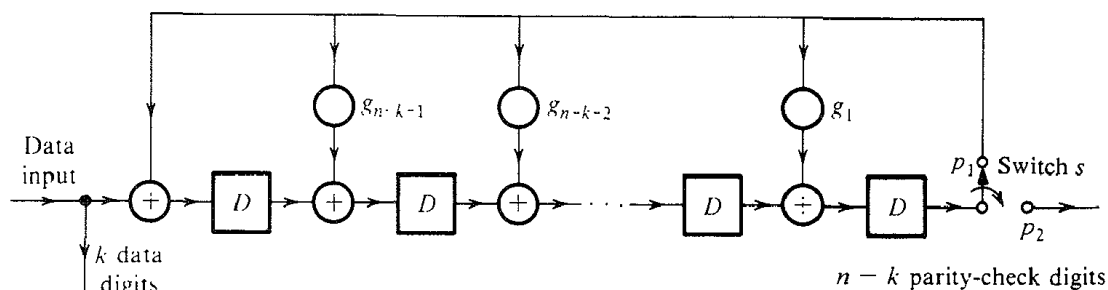 g_{n-k-1}
g_{n-k-2}
g_1
Data
input
p_1 Switch s
+ D + D + D + D
p_2
k data
digits
n − k parity-check digits